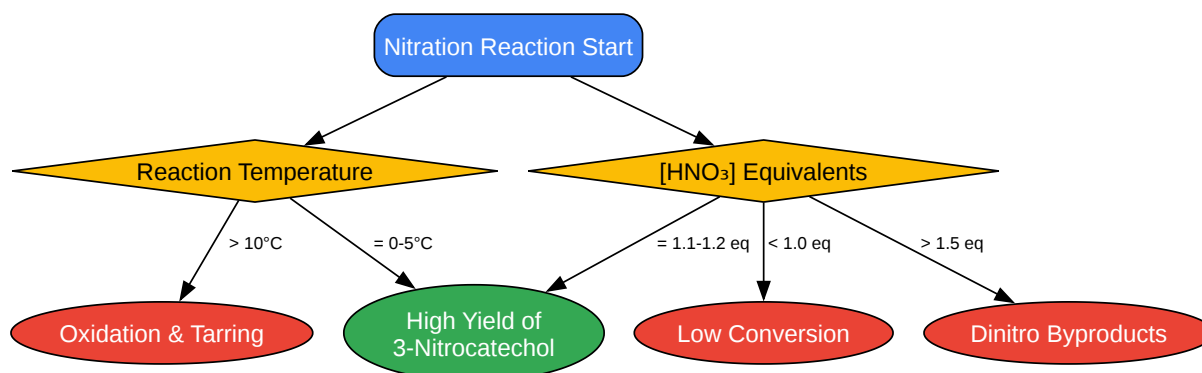 Nitration Reaction Start
Reaction Temperature
[HNO₃] Equivalents
> 10°C
= 0-5°C
= 1.1-1.2 eq
< 1.0 eq
> 1.5 eq
Oxidation & Tarring
High Yield of
3-Nitrocatechol
Low Conversion
Dinitro Byproducts